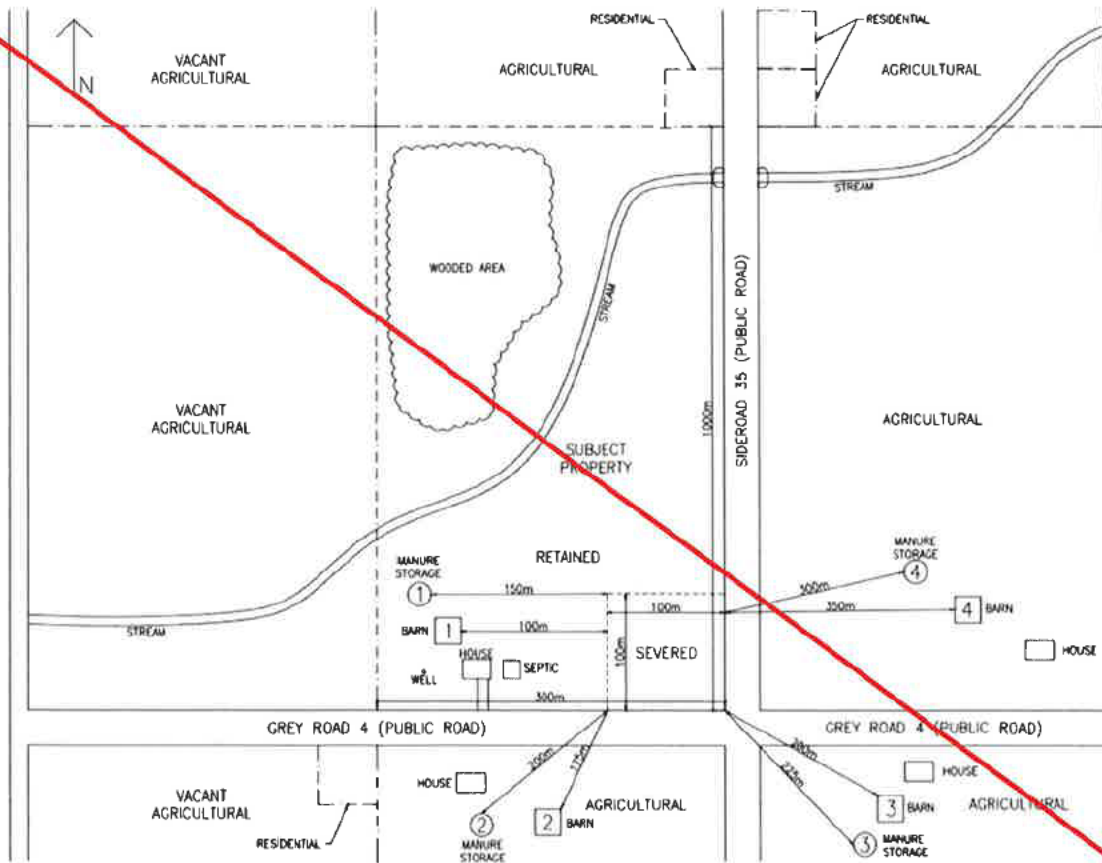 RESIDENTIAL
RESIDENTIAL
N
VACANT
AGRICULTURAL
AGRICULTURAL
AGRICULTURAL
STREAM
WOODED AREA
STREAM
SIDEROAD 35 (PUBLIC ROAD)
1000m
VACANT
AGRICULTURAL
AGRICULTURAL
SUBJECT
PROPERTY
RETAINED
MANURE
STORAGE
1
150m
MANURE
STORAGE
4
300m
100m
350m
4
BARN
BARN
1
100m
100m
SEVERED
STREAM
HOUSE
SEPTIC
WELL
HOUSE
300m
GREY ROAD 4 (PUBLIC ROAD)
GREY ROAD 4 (PUBLIC ROAD)
200m
175m
225m
HOUSE
HOUSE
VACANT
AGRICULTURAL
RESIDENTIAL
2
MANURE
STORAGE
2
BARN
AGRICULTURAL
3
BARN
AGRICULTURAL
3
MANURE
STORAGE